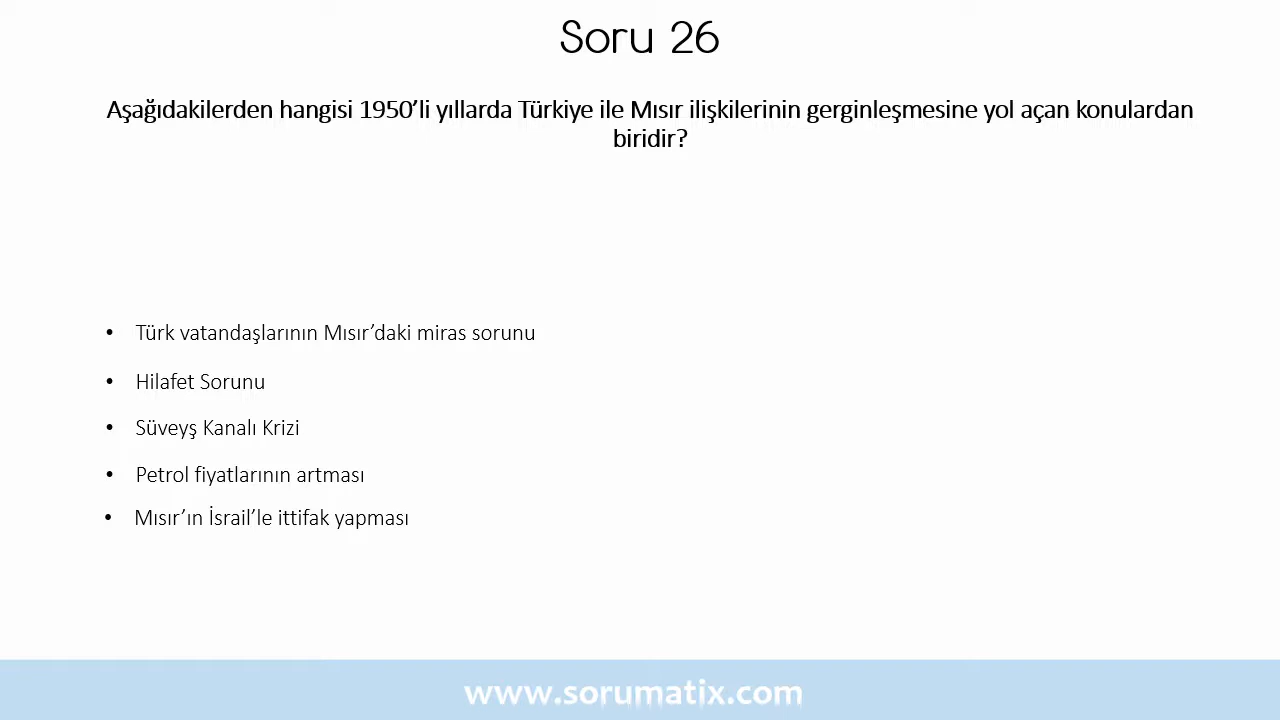 Soru 26
Aşağıdakilerden hangisi 1950’li yıllarda Türkiye ile Mısır ilişkilerinin gerginleşmesine yol açan konulardan
biridir?
• Türk vatandaşlarının Mısır’daki miras sorunu
• Hilafet Sorunu
• Süveyş Kanalı Krizi
• Petrol fiyatlarının artması
• Mısır’ın İsrail’le ittifak yapması
www.sorumatix.com